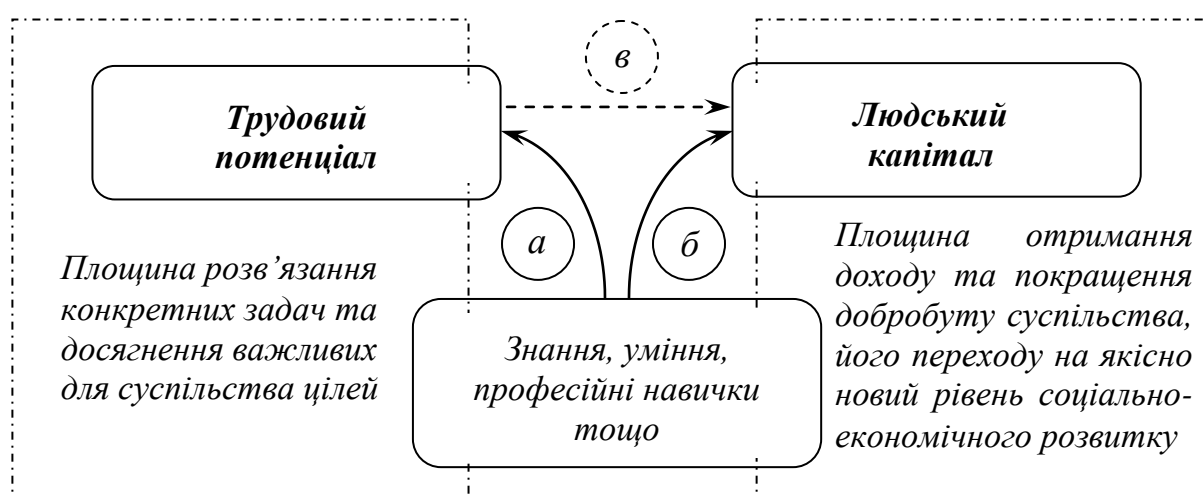 в
Трудовий
потенціал
Людський
капітал
а
б
Площина розв’язання
конкретних задач та
досягнення важливих
для суспільства цілей
Площина отримання
доходу та покращення
добробуту суспільства,
його переходу на якісно
новий рівень соціально-
економічного розвитку
Знання, уміння,
професійні навички
тощо